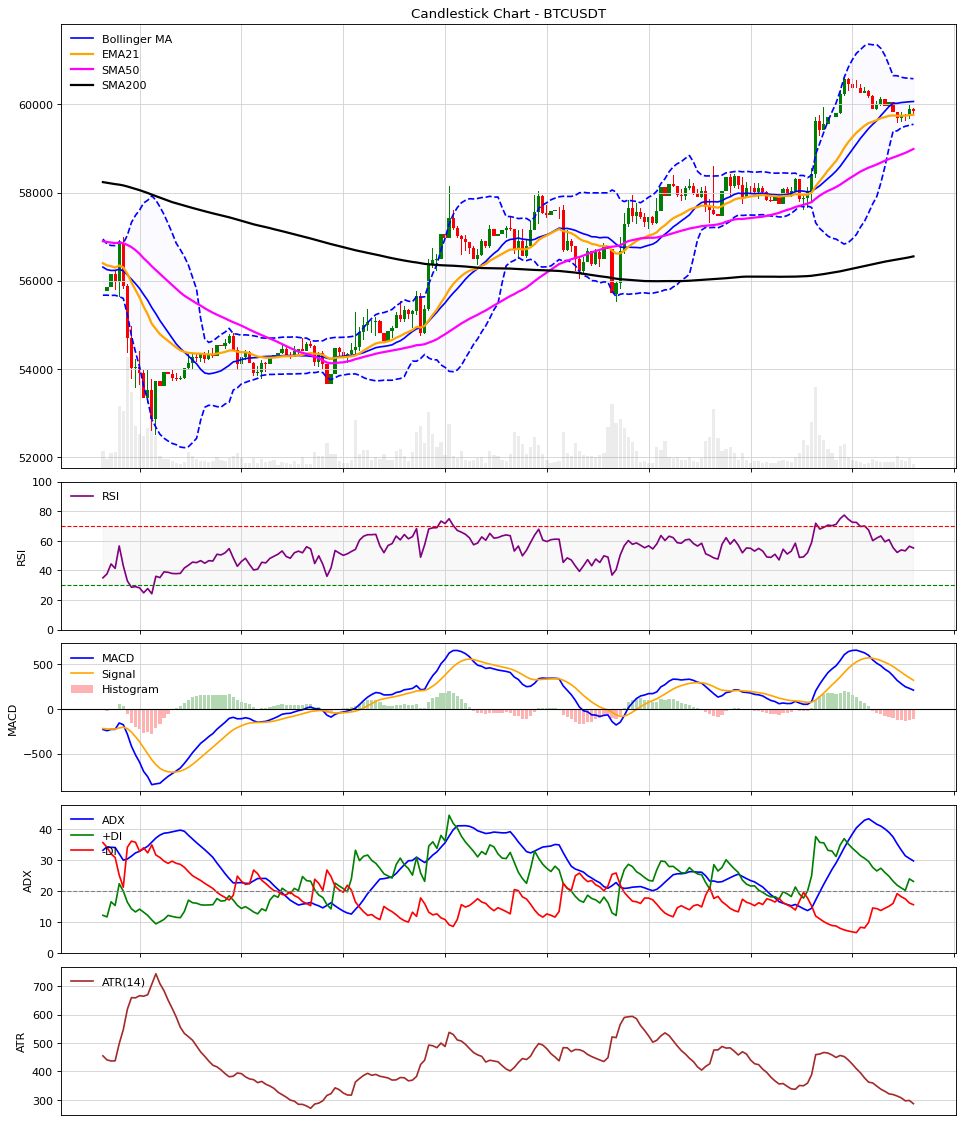 Candlestick Chart - BTCUSDT
Bollinger MA
EMA21
SMA50
SMA200
60000
58000
56000
54000
52000
RSI
RSI
100
80
60
40
20
0
MACD
Signal
Histogram
MACD
500
0
−500
ADX
+DI
-DI
ADX
40
30
20
10
0
ATR(14)
ATR
700
600
500
400
300